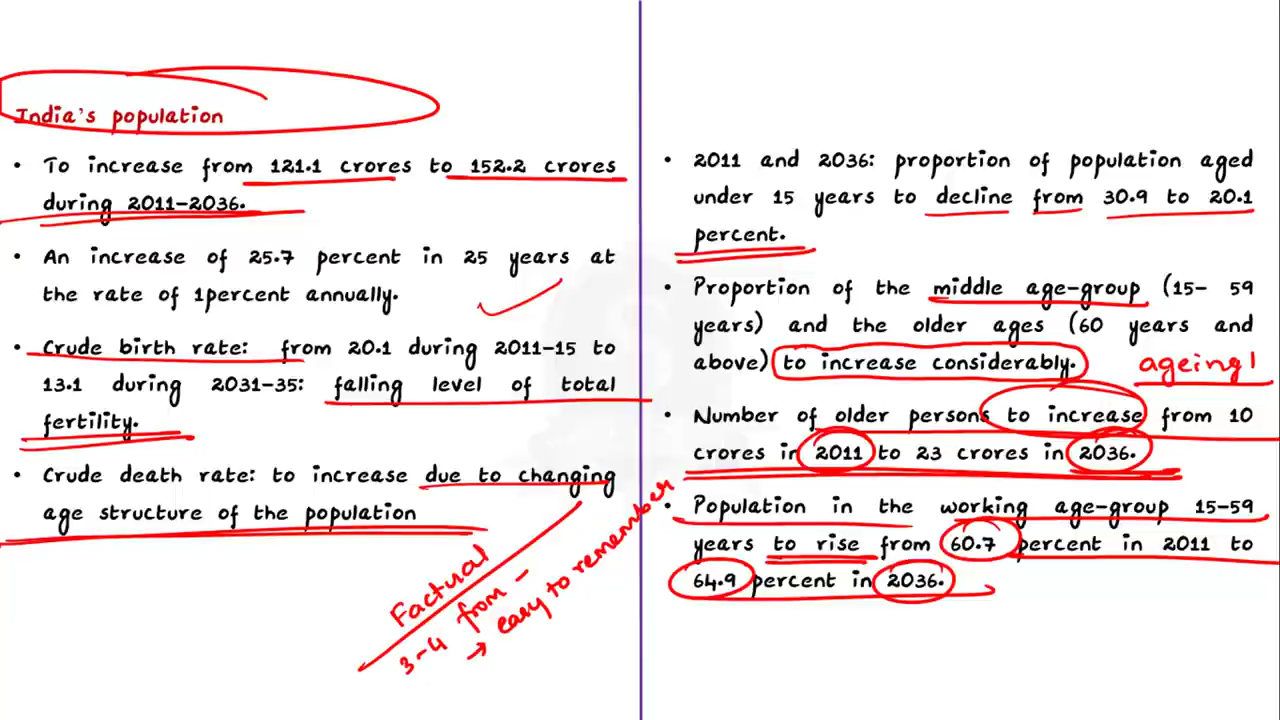 India's population
• To increase from 121.1 crores to 152.2 crores
during 2011-2036.
• An increase of 25.7 percent in 25 years at
the rate of 1percent annually.
• Crude birth rate: from 20.1 during 2011-15 to
13.1 during 2031-35: falling level of total
fertility.
• Crude death rate: to increase due to changing
age structure of the population
Factual
3-4 from -
→ easy to remember
• 2011 and 2036: proportion of population aged
under 15 years to decline from 30.9 to 20.1
percent.
• Proportion of the middle age-group (15- 59
years) and the older ages (60 years and
above) to increase considerably.
ageing!
• Number of older persons to increase from 10
crores in 2011 to 23 crores in 2036.
• Population in the working age-group 15-59
years to rise from 60.7 percent in 2011 to
64.9 percent in 2036.